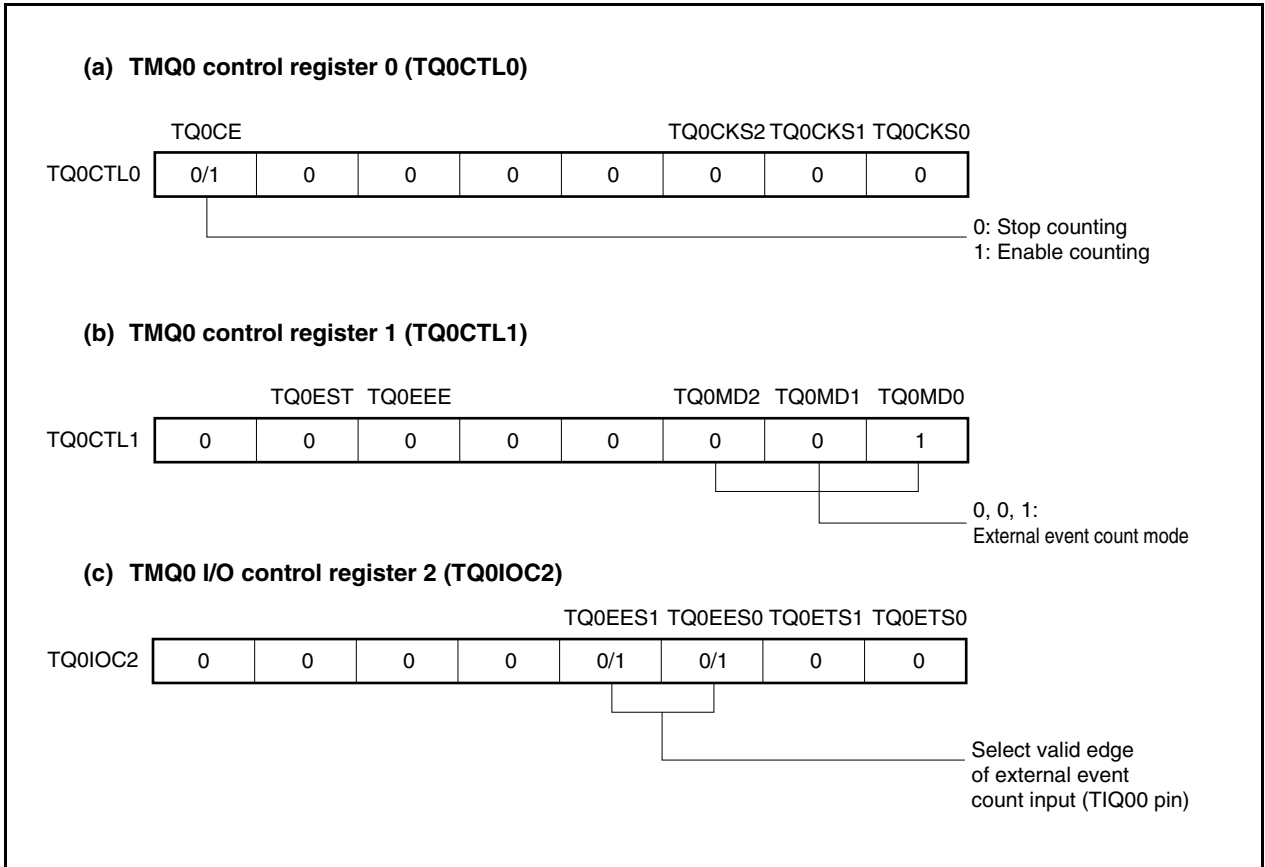 (a) TMQ0 control register 0 (TQ0CTL0)
TQ0CE TQ0CKS2 TQ0CKS1 TQ0CKS0
TQ0CTL0 0/1 0 0 0 0 0 0 0
0: Stop counting
1: Enable counting
(b) TMQ0 control register 1 (TQ0CTL1)
TQ0EST TQ0EEE TQ0MD2 TQ0MD1 TQ0MD0
TQ0CTL1 0 0 0 0 0 0 0 1
0, 0, 1:
External event count mode
(c) TMQ0 I/O control register 2 (TQ0IOC2)
TQ0EES1 TQ0EES0 TQ0ETS1 TQ0ETS0
TQ0IOC2 0 0 0 0 0/1 0/1 0 0
Select valid edge
of external event
count input (TIQ00 pin)